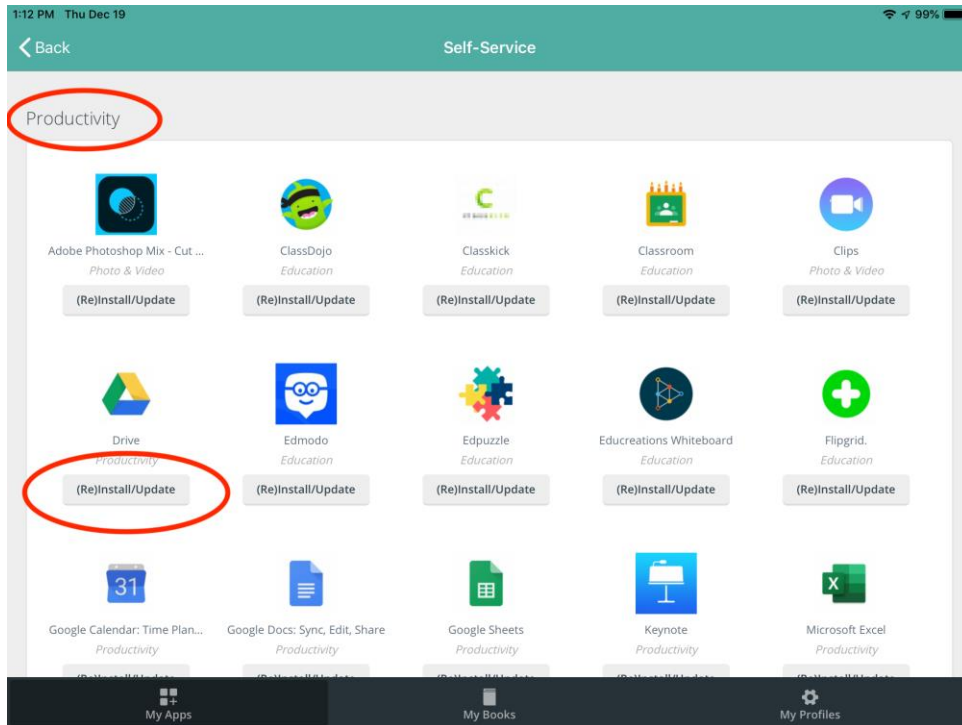 1:12 PM Thu Dec 19
99%
Back
Self-Service
Productivity
Adobe Photoshop Mix - Cut ...
ClassDojo
Classkick
Classroom
Clips
Photo & Video
Education
Education
Education
Photo & Video
(Re)Install/Update
(Re)Install/Update
(Re)Install/Update
(Re)Install/Update
(Re)Install/Update
31
Drive
Edmodo
Edpuzzle
Educreations Whiteboard
Flipgrid.
Productivity
Education
Education
Education
Education
(Re)Install/Update
(Re)Install/Update
(Re)Install/Update
(Re)Install/Update
(Re)Install/Update
Google Calendar: Time Plan...
Google Docs: Sync, Edit, Share
Google Sheets
Keynote
Microsoft Excel
Productivity
Productivity
Productivity
Productivity
Productivity
My Apps
My Books
My Profiles